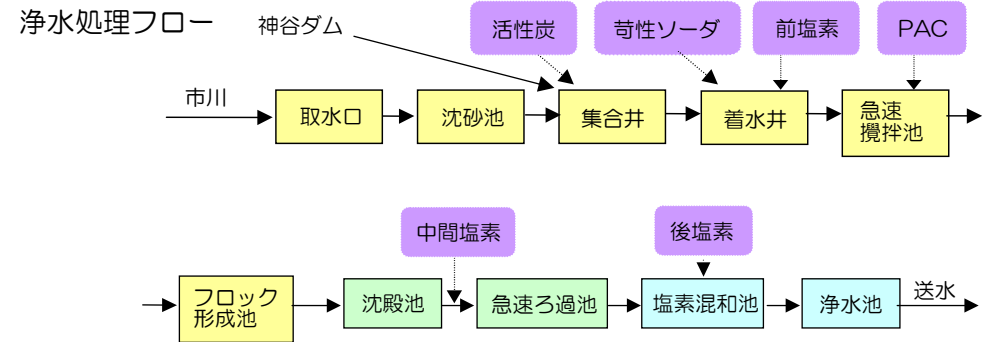 浄水処理フロー
神谷ダム
活性炭
苛性ソーダ
前塩素
PAC
市川
取水口
沈砂池
集合井
着水井
急速
攪拌池
中間塩素
後塩素
フロック
形成池
沈殿池
急速ろ過池
塩素混和池
浄水池
送水